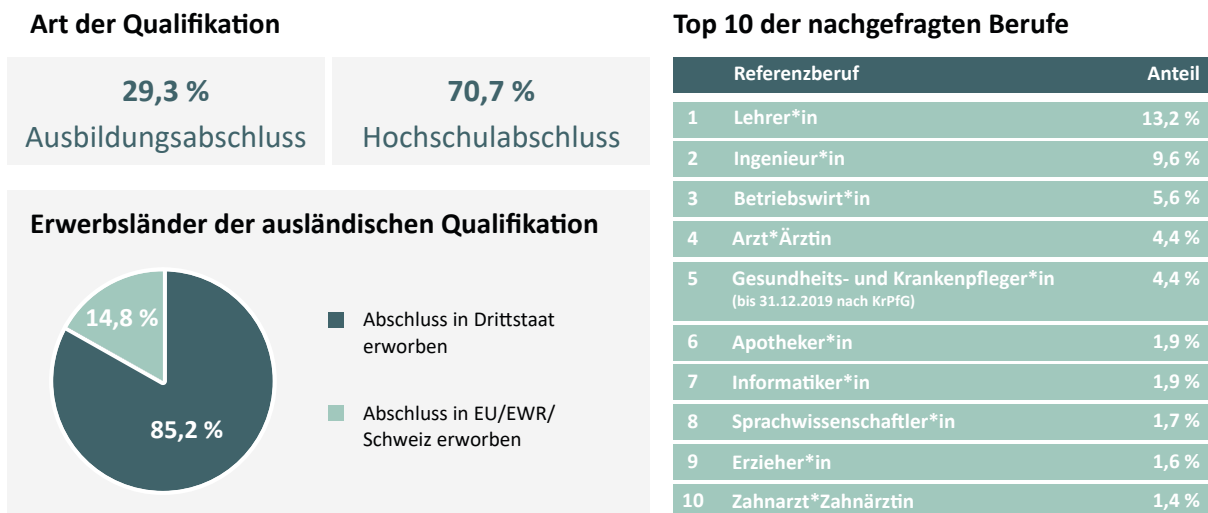 Art der Qualifikation
29,3 %
Ausbildungsabschluss
70,7 %
Hochschulabschluss
Erwerbsländer der ausländischen Qualifikation
14,8 %
85,2 %
Abschluss in Drittstaat
erworben
Abschluss in EU/EWR/
Schweiz erworben
Top 10 der nachgefragten Berufe
Referenzberuf Anteil
1 Lehrer*in 13,2 %
2 Ingenieur*in 9,6 %
3 Betriebswirt*in 5,6 %
4 Arzt*Ärztin 4,4 %
5 Gesundheits- und Krankenpfleger*in 4,4 %
(bis 31.12.2019 nach KrPfG)
6 Apotheker*in 1,9 %
7 Informatiker*in 1,9 %
8 Sprachwissenschaftler*in 1,7 %
9 Erzieher*in 1,6 %
10 Zahnarzt*Zahnärztin 1,4 %